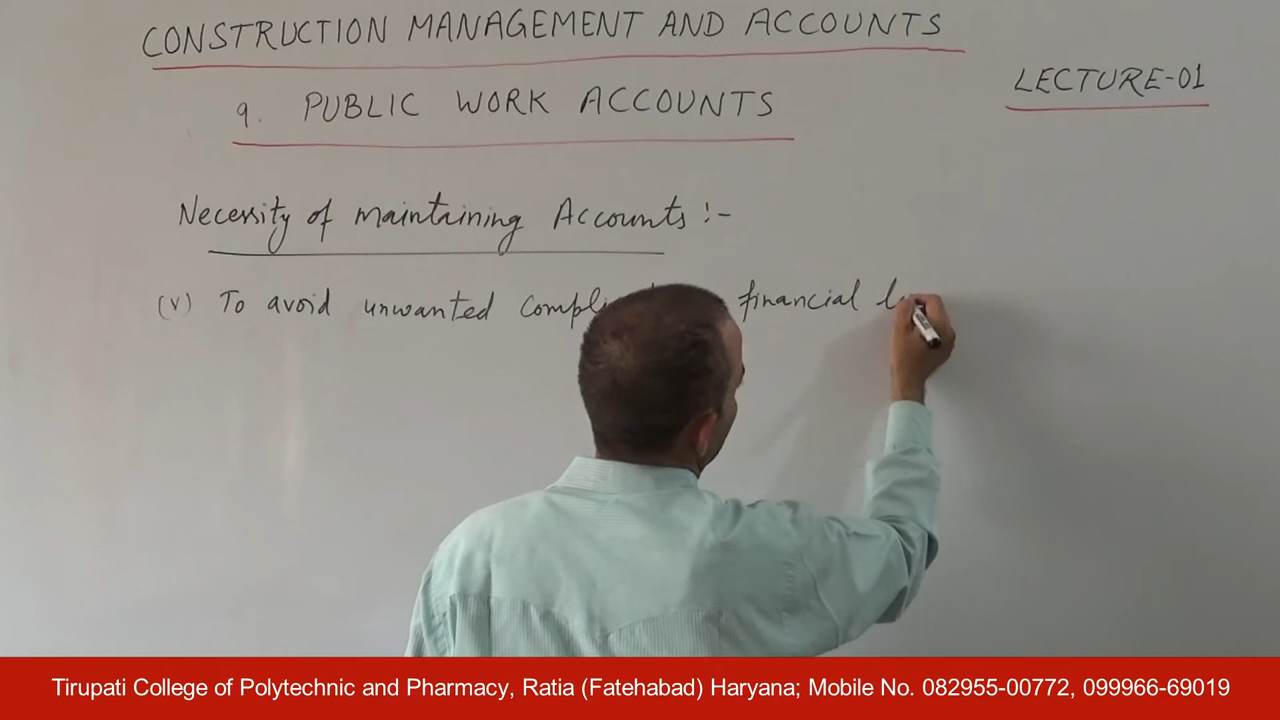 CONSTRUCTION MANAGEMENT AND ACCOUNTS
LECTURE-01
9. PUBLIC WORK ACCOUNTS
Necessity of maintaining Accounts :-
(v) To avoid unwanted financial
Tirupati College of Polytechnic and Pharmacy, Ratia (Fatehabad) Haryana; Mobile No. 082955-00772, 099966-69019